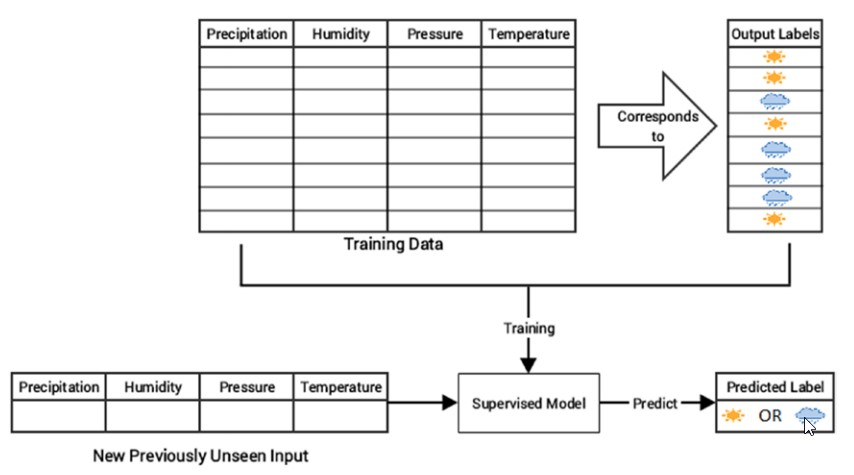 Precipitation Humidity Pressure Temperature
Output Labels
Corresponds
to
Training Data
Training
Precipitation Humidity Pressure Temperature
Supervised Model
Predict
Predicted Label
OR
New Previously Unseen Input